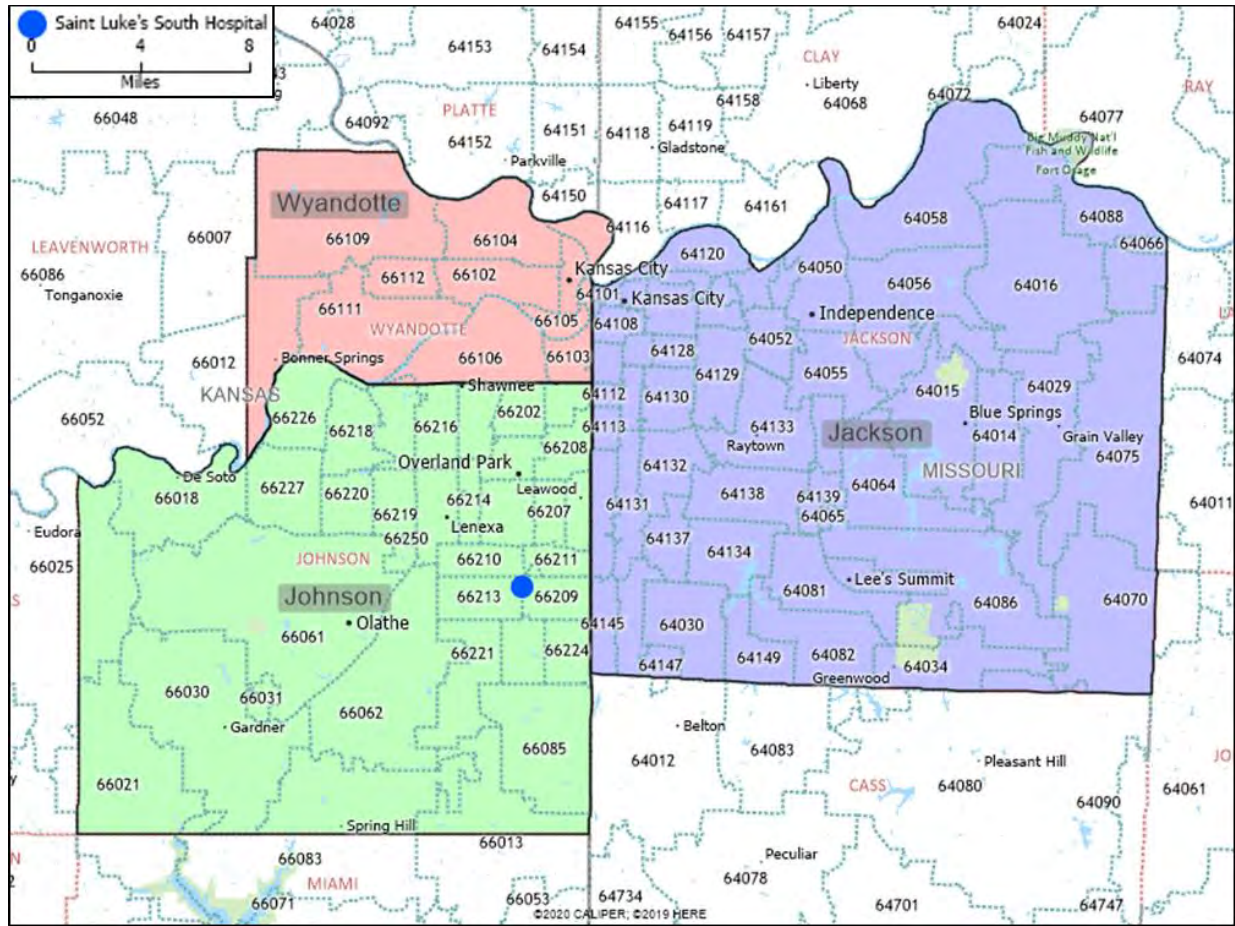 Saint Luke's South Hospital
0 4 8
Miles
64028
64155
64156
64157
64024
64153
64154
CLAY
Liberty
64068
64072
RAY
66048
PLATTE
64158
64077
64092
64152
64151
64118
64119
Gladstone
Big Muddy Nat'l
Fish and Wildlife
Fort Osage
Parkville
64150
64117
64161
64116
64058
64088
64066
Wyandotte
66007
LEAVENWORTH
66109
66104
64120
64050
66086
Tonganoxie
66112
66102
Kansas City
64056
64016
66111
64101
Kansas City
Independence
WYANDOTTE
66105
64108
JACKSON
64052
66012
Bonner Springs
66106
66103
64128
64074
KANSAS
Shawnee
64129
64055
64015
64029
66052
66226
66218
66216
66202
64112
64130
Blue Springs
64113
64133
Raytown
Jackson
64014
Grain Valley
64075
66208
Overland Park
64132
MISSOURI
De Soto
66018
66227
66220
66214
Leawood
66207
64131
64138
64139
64064
64011
66219
Lenexa
64065
Eudora
66250
64137
66025
JOHNSON
66210
66211
64134
Johnson
66213
66209
64081
Lee's Summit
64086
64070
66061
Olathe
64145
64030
66221
66224
64147
64149
64082
64034
Greenwood
66030
66031
66062
Gardner
Belton
66085
64012
64083
Pleasant Hill
66021
CASS
64080
64090
64061
Spring Hill
66013
66083
MIAMI
Peculiar
64078
66071
66053
64734
64701
64747
©2020 CALIPER; ©2019 HERE